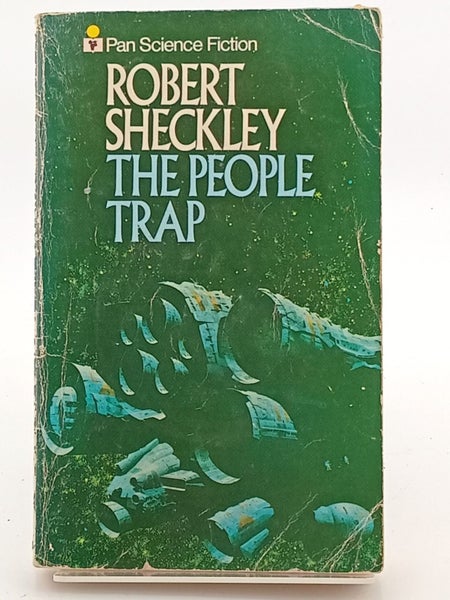 Pan Science Fiction
ROBERT
SHECKLEY
THE PEOPLE
TRAP